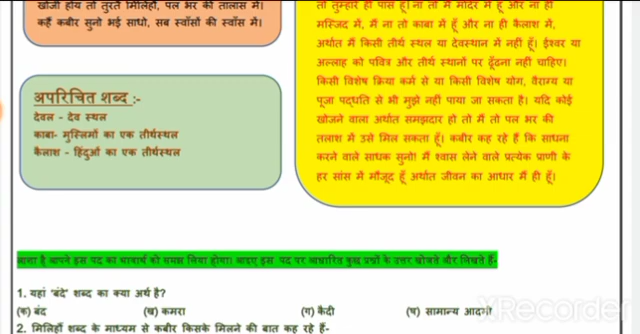 खोजी होय तो तुरंत मिलिहौं, पल भर की तालास में।
कहैं कबीर सुनो भई साधो, सब स्वाँसों की स्वाँस में।
अपरिचित शब्द :-
देवल - देव स्थल
काबा- मुस्लिमों का एक तीर्थस्थल
कैलाश - हिंदुओं का एक तीर्थस्थल
तो तुम्हारे ही पास हूँ। ना तो मैं मंदिर में हूँ और ना ही
मस्जिद में, मैं ना तो काबा में हूँ और ना ही कैलाश में,
अर्थात मैं किसी तीर्थ स्थल या देवस्थान में नहीं हूँ। ईश्वर या
अल्लाह को पवित्र और तीर्थ स्थानों पर ढूँढना नहीं चाहिए।
किसी विशेष क्रिया कर्म से या किसी विशेष योग, वैराग्य या
पूजा पद्धति से भी मुझे नहीं पाया जा सकता है। यदि कोई
खोजने वाला अर्थात समझदार हो तो मैं तो पल भर की
तलाश में उसे मिल सकता हूँ। कबीर कह रहे हैं कि साधना
करने वाले साधक सुनो! मैं श्वास लेने वाले प्रत्येक प्राणी के
हर सांस में मौजूद हूँ अर्थात जीवन का आधार मैं ही हूँ।
आशा है आपने इस पद का भावार्थ को समझ लिया होगा। आइए इस पद पर आधारित कुछ प्रश्नों के उत्तर खोजते और लिखते हैं-
1. यहां 'बंदे' शब्द का क्या अर्थ है?
(क) बंद (ख) कमरा (ग) कैदी (घ) सामान्य आदमी
2. मिलिहौं शब्द के माध्यम से कबीर किसके मिलने की बात कह रहे हैं-
XRecorder